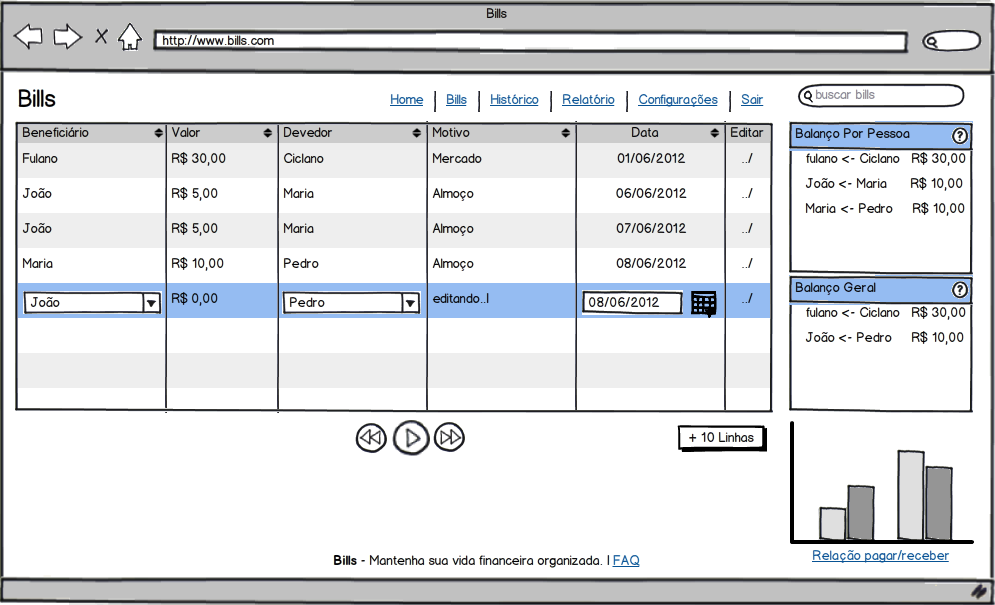 Bills
http://www.bills.com
Bills
Home | Bills | Histórico | Relatório | Configurações | Sair
buscar bills
Beneficiário Valor Devedor Motivo Data Editar
Fulano R$ 30,00 Ciclano Mercado 01/06/2012 ../
João R$ 5,00 Maria Almoço 06/06/2012 ../
João R$ 5,00 Maria Almoço 07/06/2012 ../
Maria R$ 10,00 Pedro Almoço 08/06/2012 ../
João R$ 0,00 Pedro editando..| 08/06/2012 ../
+ 10 Linhas
Balanço Por Pessoa ?
fulano <- Ciclano R$ 30,00
João <- Maria R$ 10,00
Maria <- Pedro R$ 10,00
Balanço Geral ?
fulano <- Ciclano R$ 30,00
João <- Pedro R$ 10,00
Relação pagar/receber
Bills - Mantenha sua vida financeira organizada. | FAQ